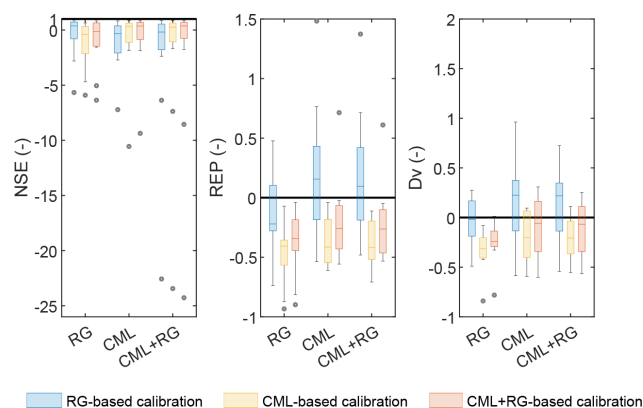 NSE (-)
1
0
-5
-10
-15
-20
-25
RG
CML
CML+RG
REP (-)
1.5
1
0.5
0
-0.5
-1
RG
CML
CML+RG
Dv (-)
2
1.5
1
0.5
0
-0.5
-1
RG
CML
CML+RG
RG-based calibration
CML-based calibration
CML+RG-based calibration